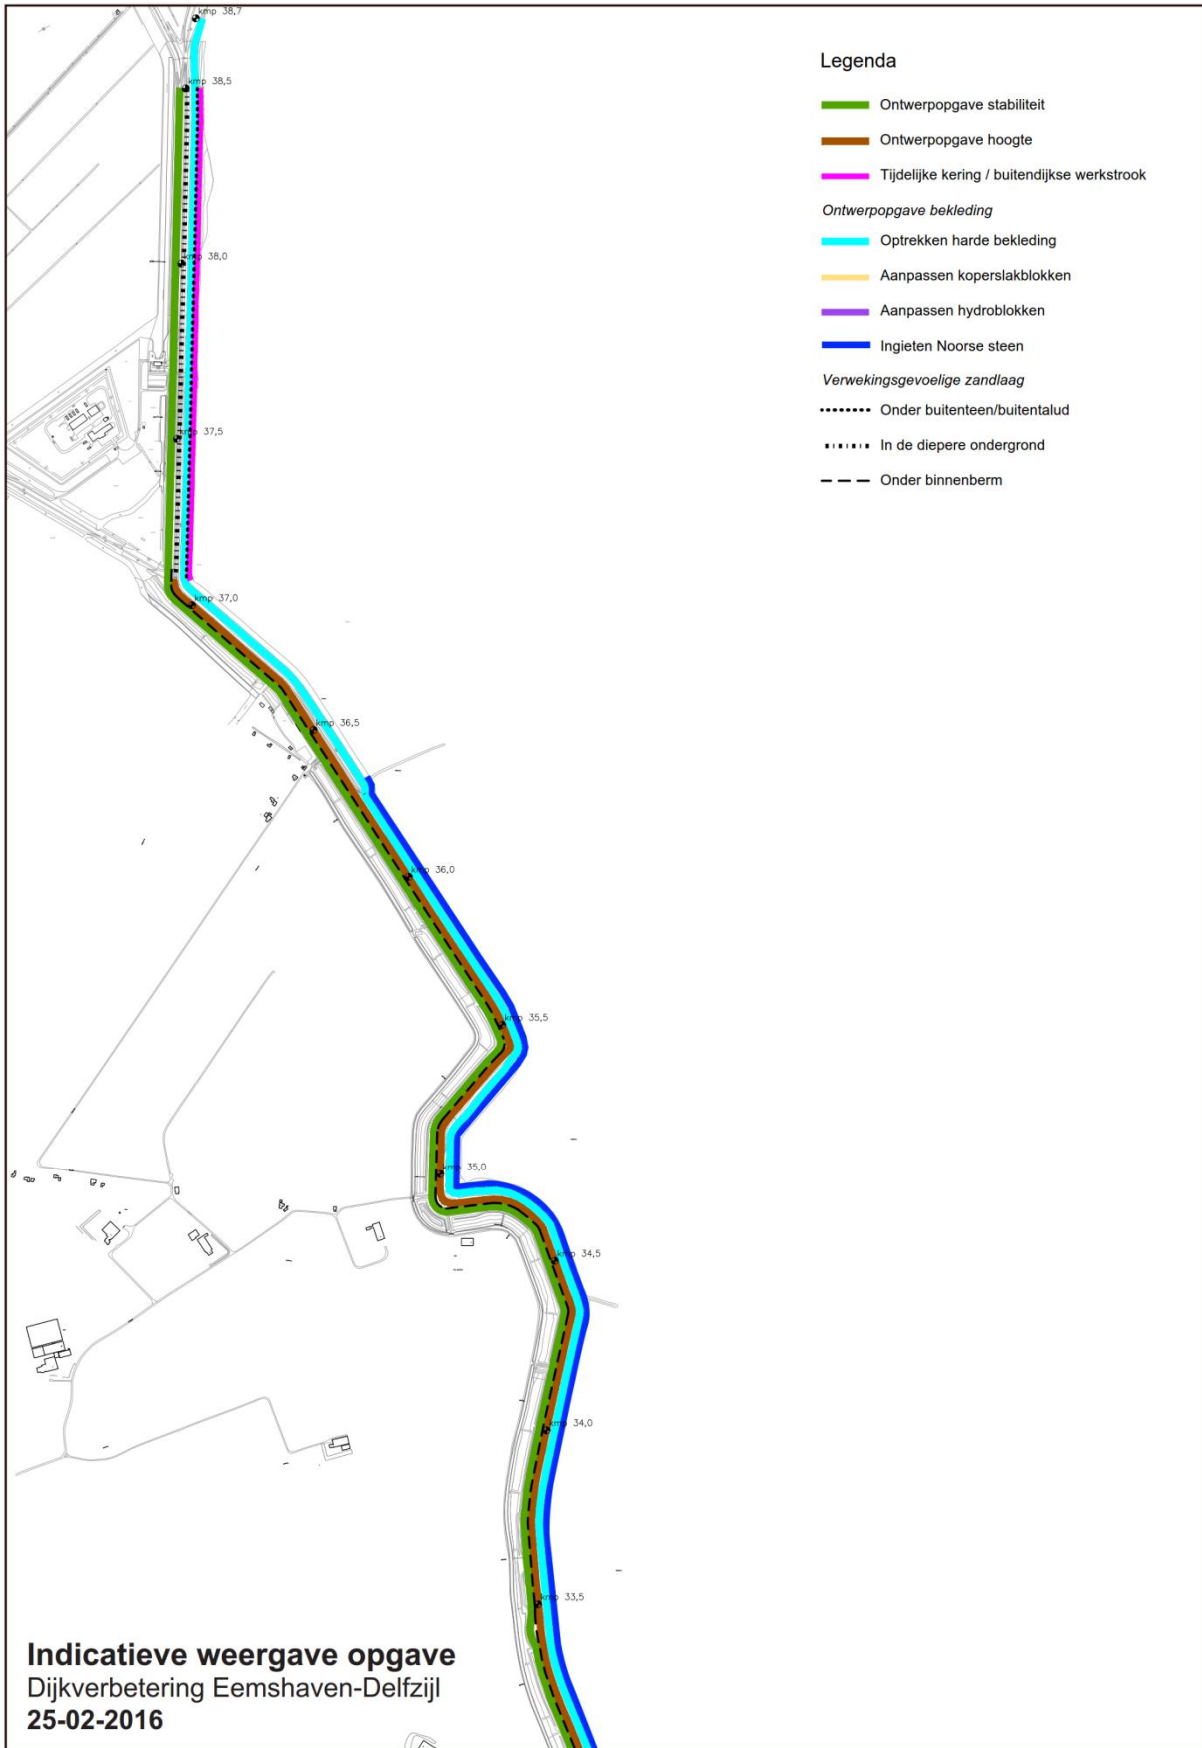 kmp 38,7
kmp 38,5
kmp 38,0
kmp 37,5
kmp 37,0
kmp 36,5
kmp 36,0
kmp 35,5
kmp 35,0
kmp 34,5
kmp 34,0
kmp 33,5
Legenda
Ontwerpopgave stabiliteit
Ontwerpopgave hoogte
Tijdelijke kering / buitendijkse werkstrook
Ontwerpopgave bekleding
Optrekken harde bekleding
Aanpassen koperslakblokken
Aanpassen hydroblokken
Ingieten Noorse steen
Verwekingsgevoelige zandlaag
Onder buitenteen/buitentalud
In de diepere ondergrond
Onder binnenberm
Indicatieve weergave opgave
Dijkverbetering Eemshaven-Delfzijl
25-02-2016